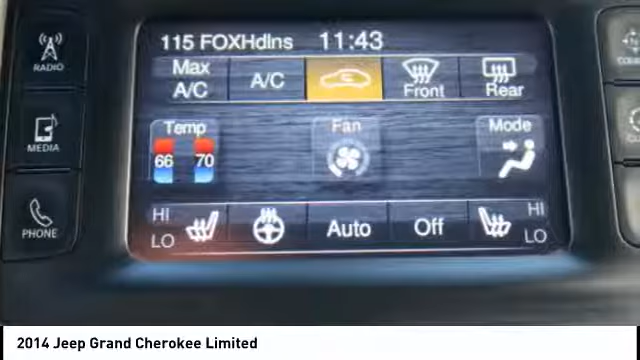 115 FOXHdlns 11:43
RADIO
MEDIA
PHONE
Max A/C
A/C
Front
Rear
Temp
66 70
Fan
Mode
HI
LO
Auto
Off
HI
LO
2014 Jeep Grand Cherokee Limited